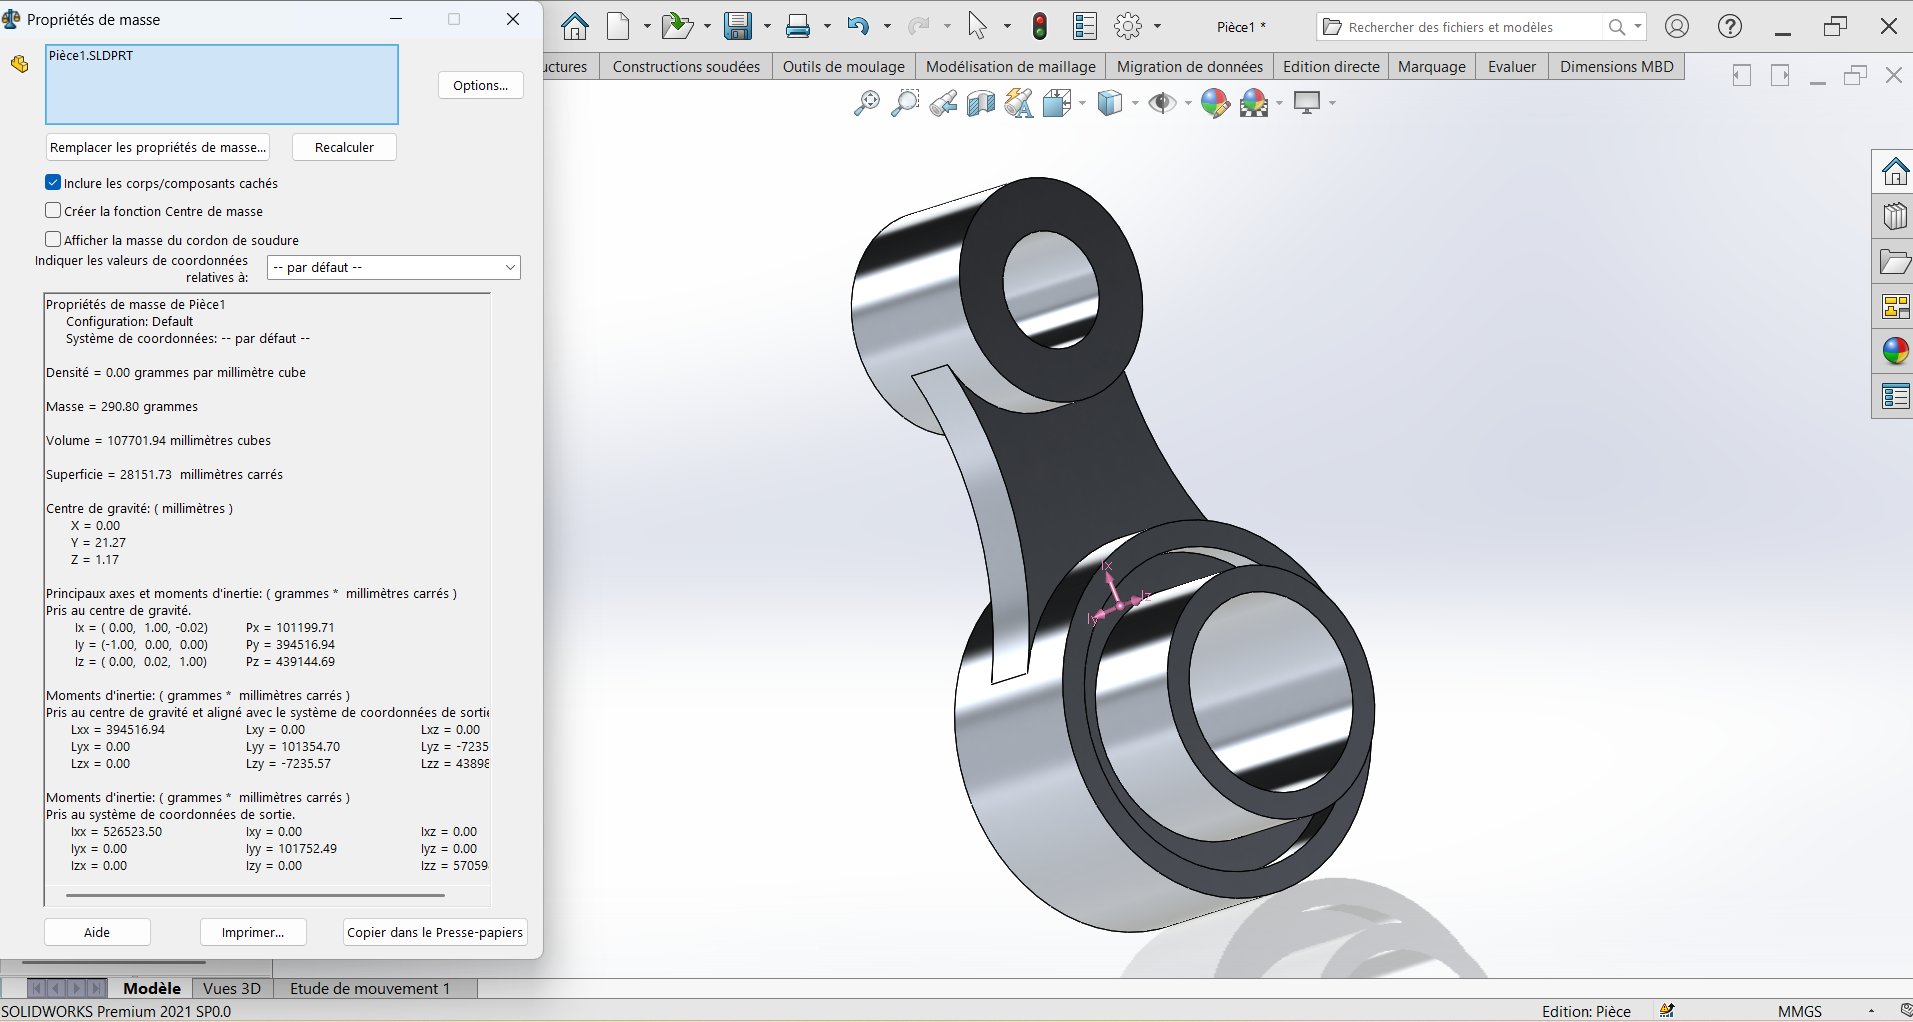 Propriétés de masse
Pièce1.SLDPRT
Options...
Remplacer les propriétés de masse...
Recalculer
Inclure les corps/composants cachés
Créer la fonction Centre de masse
Afficher la masse du cordon de soudure
Indiquer les valeurs de coordonnées
relatives à:
-- par défaut --
Propriétés de masse de Pièce1
Configuration: Default
Système de coordonnées: -- par défaut --
Densité = 0.00 grammes par millimètre cube
Masse = 290.80 grammes
Volume = 107701.94 millimètres cubes
Superficie = 28151.73 millimètres carrés
Centre de gravité: ( millimètres )
X = 0.00
Y = 21.27
Z = 1.17
Principaux axes et moments d'inertie: ( grammes * millimètres carrés )
Pris au centre de gravité.
Ix = ( 0.00, 1.00, -0.02) Px = 101199.71
Iy = (-1.00, 0.00, 0.00) Py = 394516.94
Iz = ( 0.00, 0.02, 1.00) Pz = 439144.69
Moments d'inertie: ( grammes * millimètres carrés )
Pris au centre de gravité et aligné avec le système de coordonnées de sortie
Lxx = 394516.94 Lxy = 0.00 Lxz = 0.00
Lyx = 0.00 Lyy = 101354.70 Lyz = -7235
Lzx = 0.00 Lzy = -7235.57 Lzz = 43898
Moments d'inertie: ( grammes * millimètres carrés )
Pris au système de coordonnées de sortie.
Ixx = 526523.50 Ixy = 0.00 Ixz = 0.00
Iyx = 0.00 Iyy = 101752.49 Iyz = 0.00
Izx = 0.00 Izy = 0.00 Izz = 57059
Aide
Imprimer...
Copier dans le Presse-papiers
Pièce1 *
Rechercher des fichiers et modèles
uctures Constructions soudées Outils de moulage Modélisation de maillage Migration de données Edition directe Marquage Evaluer Dimensions MBD
Ix
Iz
Iy
Modèle Vues 3D Etude de mouvement 1
SOLIDWORKS Premium 2021 SP0.0
Edition: Pièce
MMGS